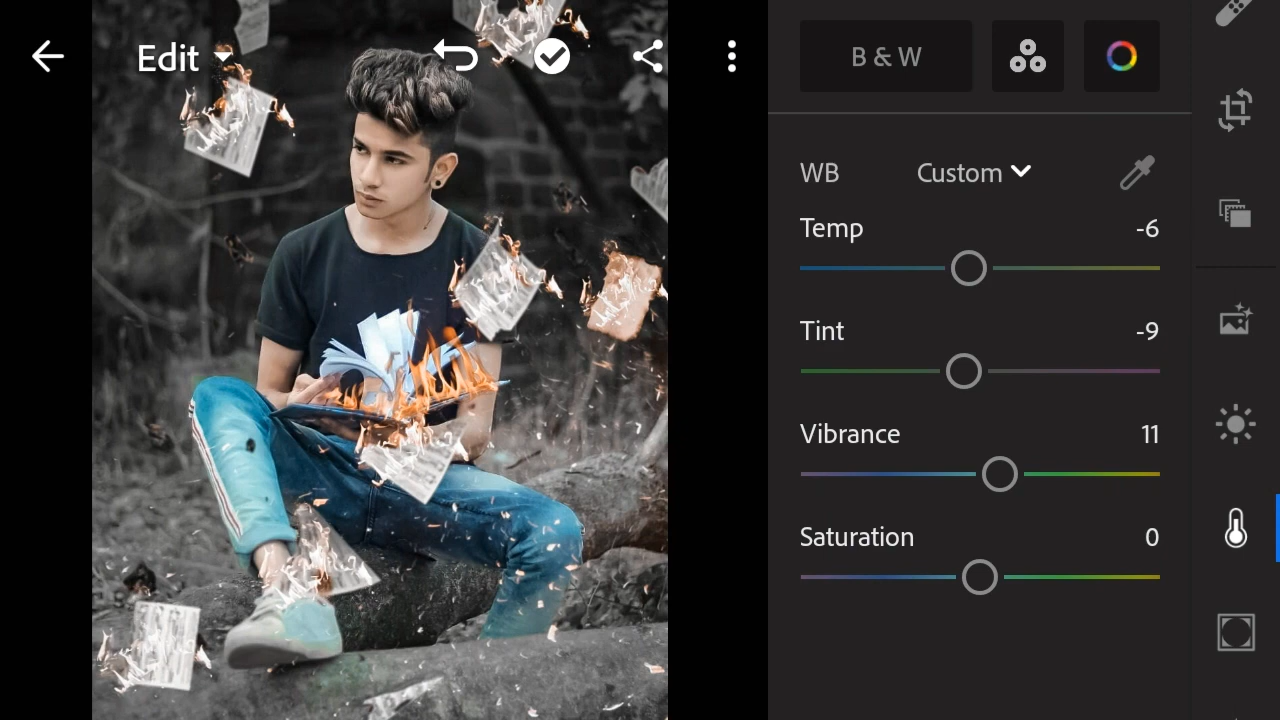 Edit
B & W
WB Custom
Temp -6
Tint -9
Vibrance 11
Saturation 0